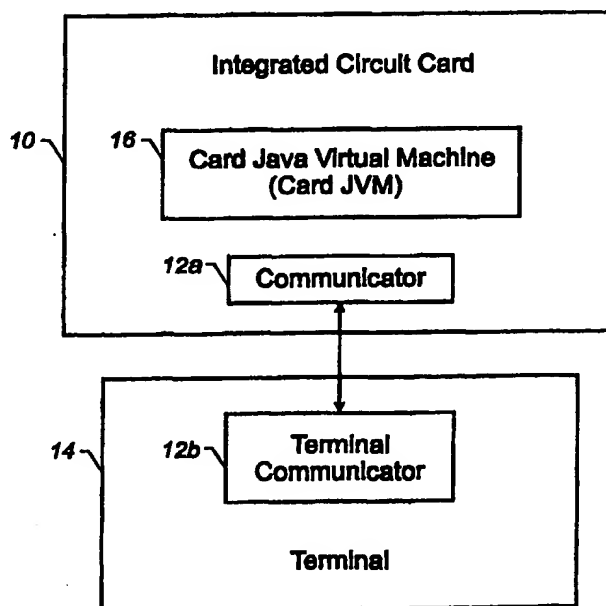 Integrated Circuit Card
10
16
Card Java Virtual Machine
(Card JVM)
12a
Communicator
14
12b
Terminal
Communicator
Terminal